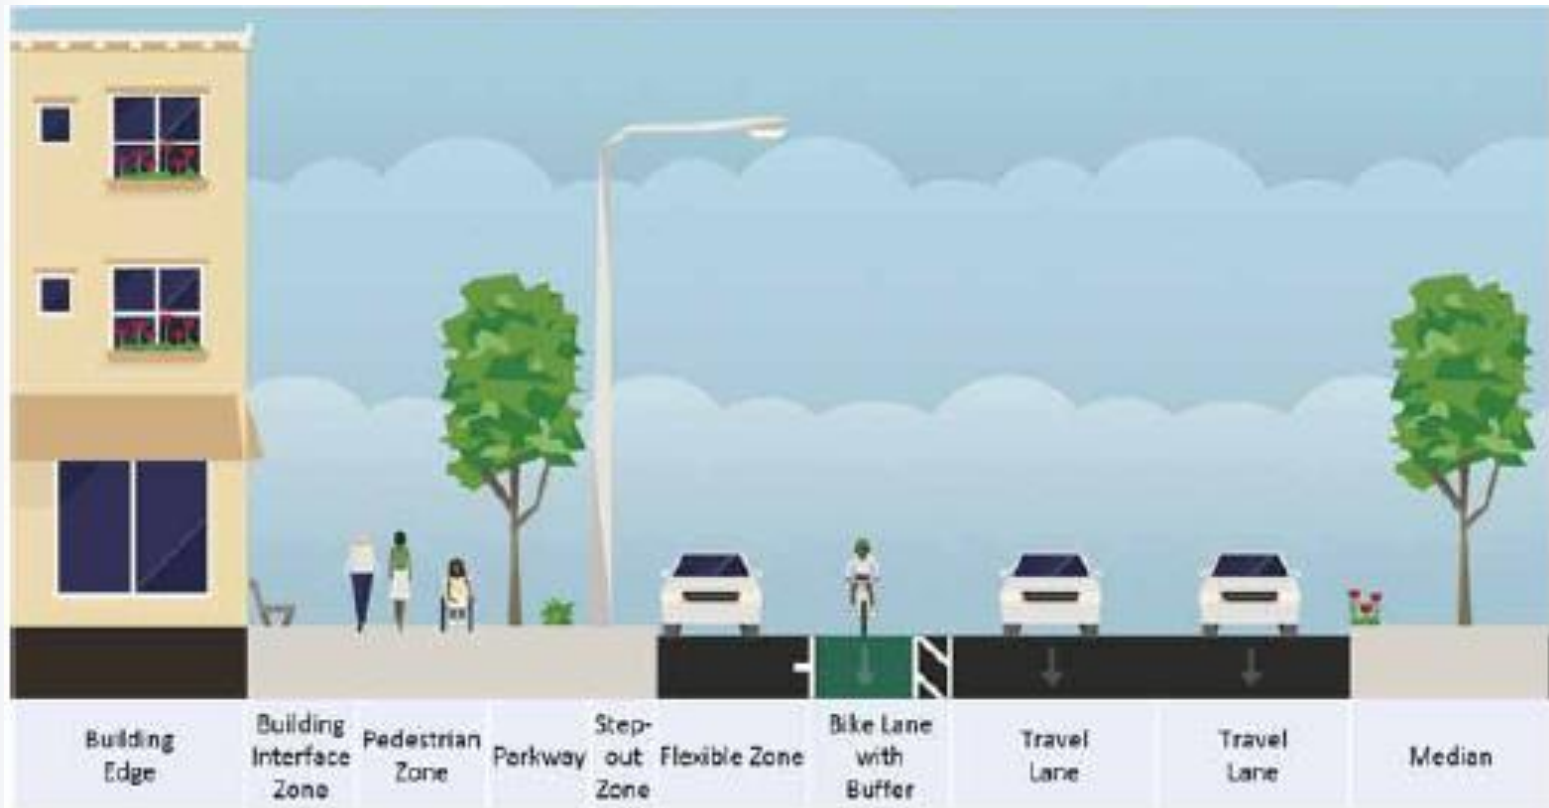 Building
Edge
Building
Interface
Zone
Pedestrian
Zone
Parkway
Step-
out
Zone
Flexible Zone
Bike Lane
with
Buffer
Travel
Lane
Travel
Lane
Median